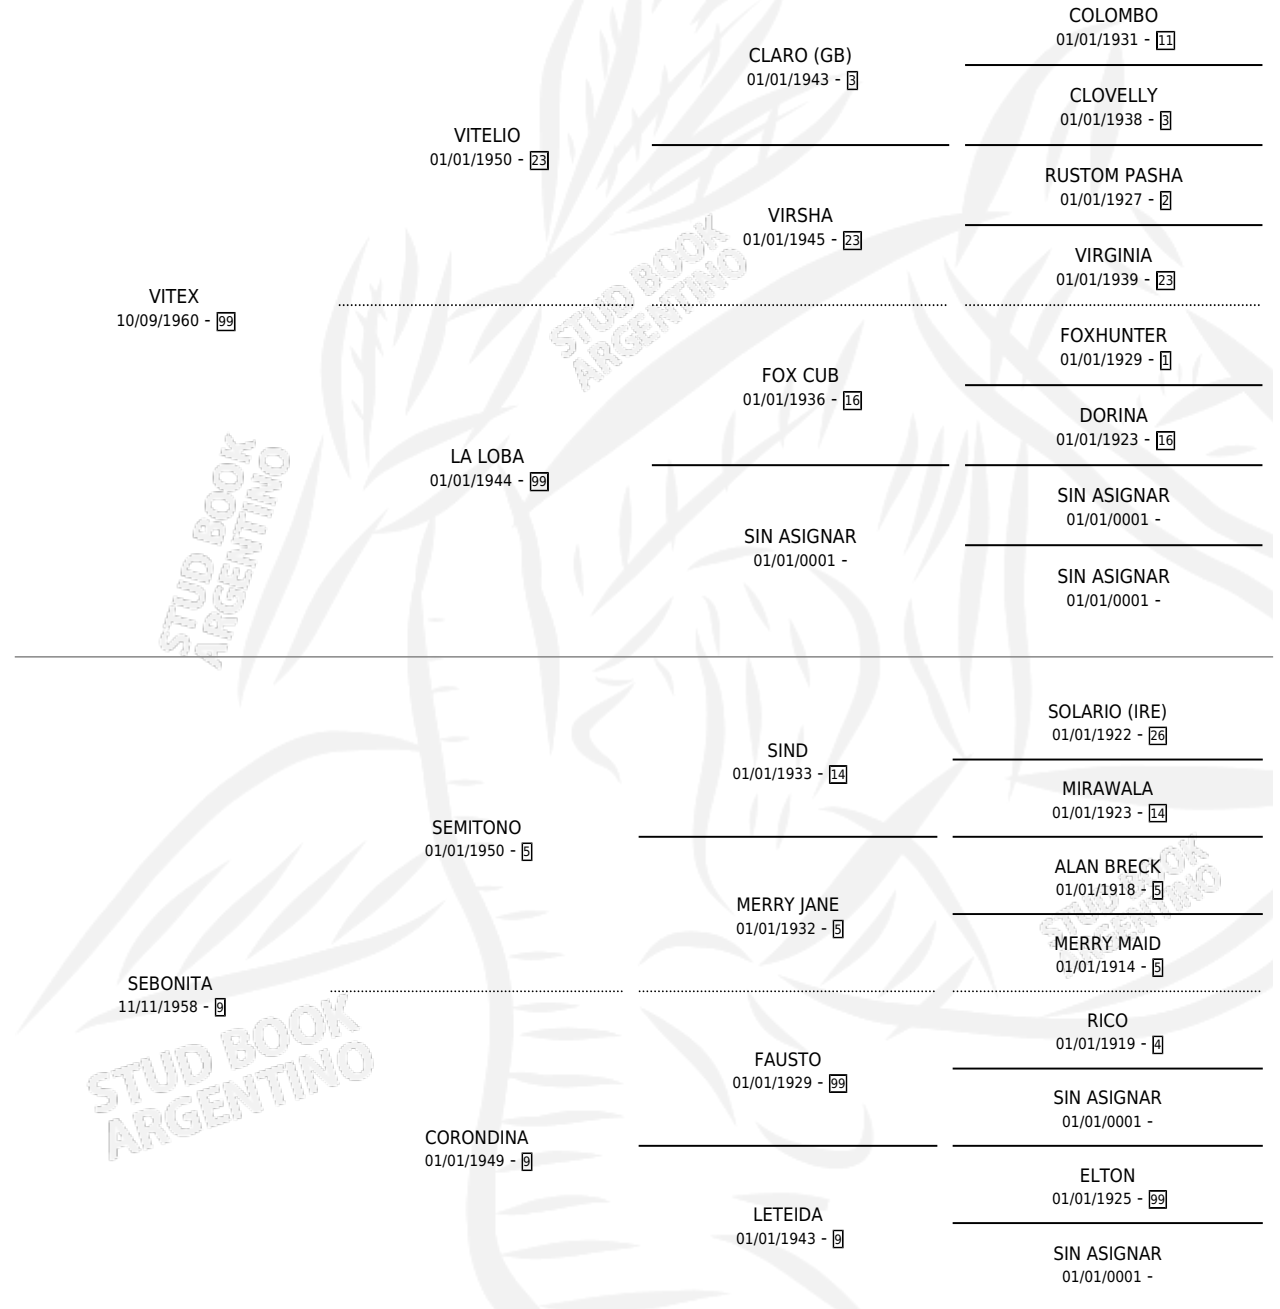 COLOMBO
01/01/1931 - 11
CLARO (GB)
01/01/1943 - 3
CLOVELLY
01/01/1938 - 3
VITELIO
01/01/1950 - 23
RUSTOM PASHA
01/01/1927 - 2
VIRSHA
01/01/1945 - 23
VIRGINIA
01/01/1939 - 23
STUD BOOK
ARGENTINO
VITEX
10/09/1960 - 99
FOXHUNTER
01/01/1929 - 1
FOX CUB
01/01/1936 - 16
DORINA
01/01/1923 - 16
LA LOBA
01/01/1944 - 99
SIN ASIGNAR
01/01/0001 -
SIN ASIGNAR
01/01/0001 -
SIN ASIGNAR
01/01/0001 -
STUD BOOK
ARGENTINO
SOLARIO (IRE)
01/01/1922 - 26
SIND
01/01/1933 - 14
MIRAWALA
01/01/1923 - 14
SEMITONO
01/01/1950 - 5
ALAN BRECK
01/01/1918 - 5
MERRY JANE
01/01/1932 - 5
MERRY MAID
01/01/1914 - 5
STUD BOOK
ARGENTINO
SEBONITA
11/11/1958 - 9
RICO
01/01/1919 - 4
FAUSTO
01/01/1929 - 99
SIN ASIGNAR
01/01/0001 -
STUD BOOK
ARGENTINO
CORONDINA
01/01/1949 - 9
ELTON
01/01/1925 - 99
LETEIDA
01/01/1943 - 9
SIN ASIGNAR
01/01/0001 -